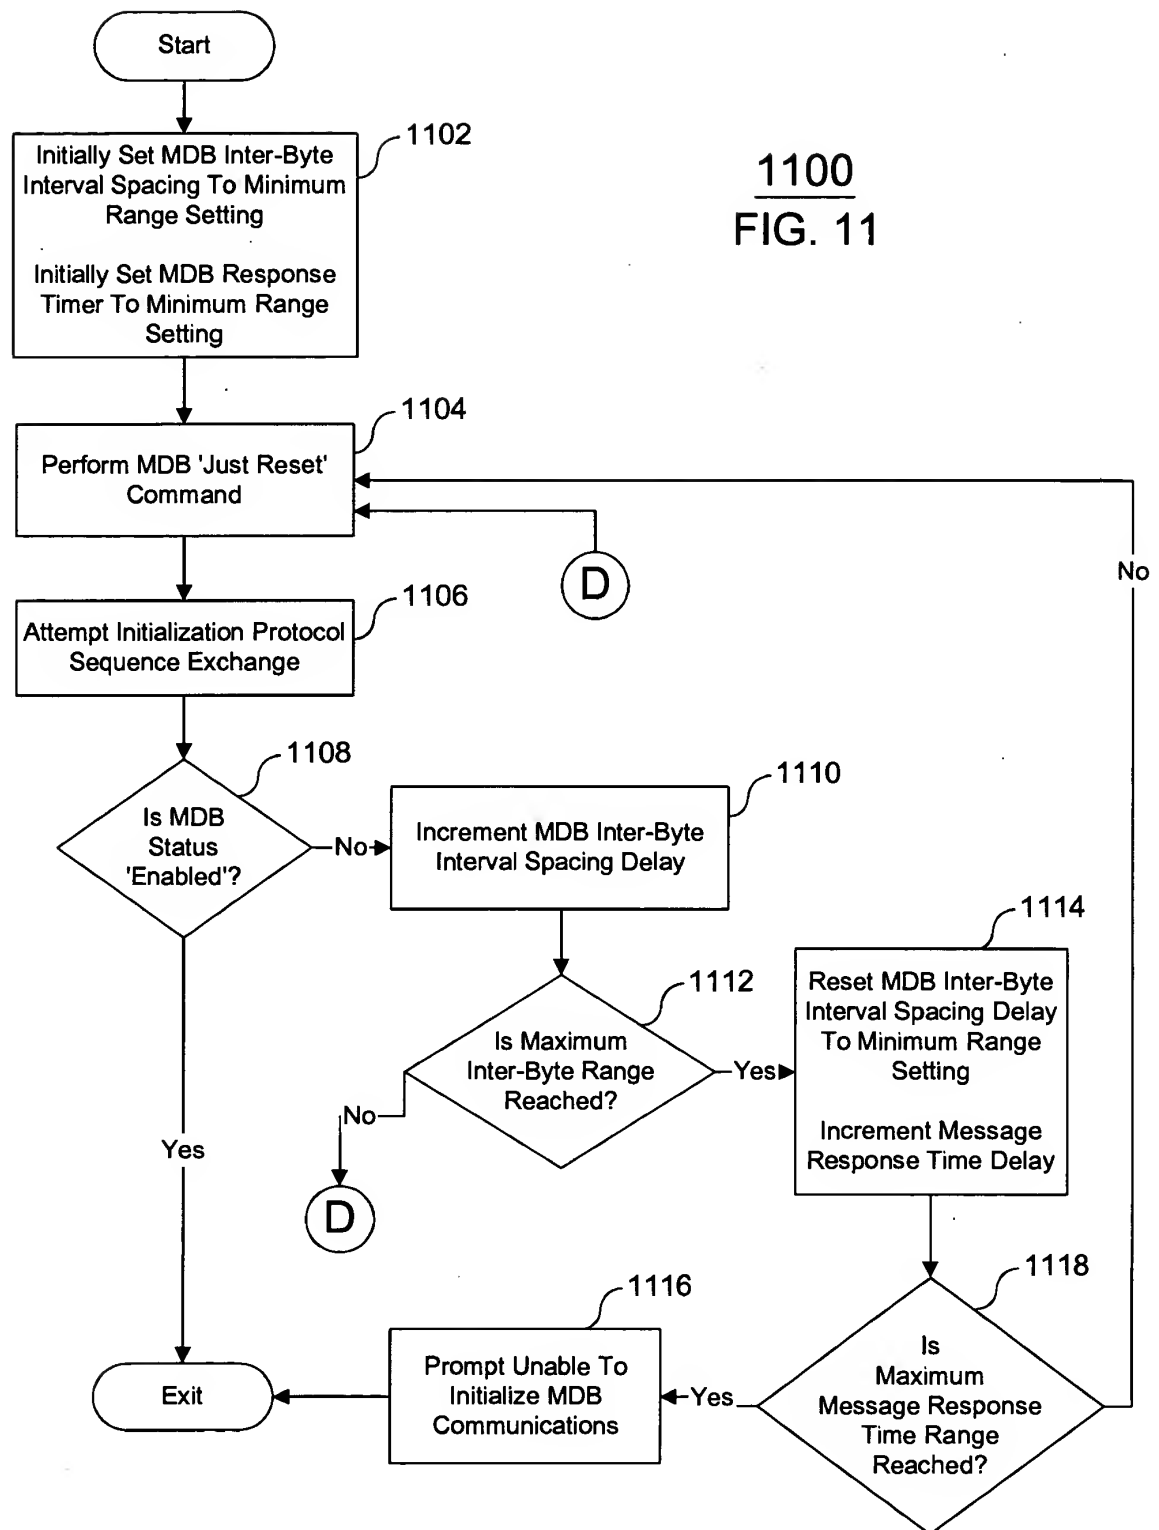 Start
1102
Initially Set MDB Inter-Byte
Interval Spacing To Minimum
Range Setting
Initially Set MDB Response
Timer To Minimum Range
Setting
1100
FIG. 11
1104
Perform MDB 'Just Reset'
Command
D
No
1106
Attempt Initialization Protocol
Sequence Exchange
1108
Is MDB
Status
'Enabled'?
No
1110
Increment MDB Inter-Byte
Interval Spacing Delay
1112
Is Maximum
Inter-Byte Range
Reached?
Yes
No
D
1114
Reset MDB Inter-Byte
Interval Spacing Delay
To Minimum Range
Setting
Increment Message
Response Time Delay
Yes
1118
Is
Maximum
Message Response
Time Range
Reached?
Yes
1116
Prompt Unable To
Initialize MDB
Communications
Exit